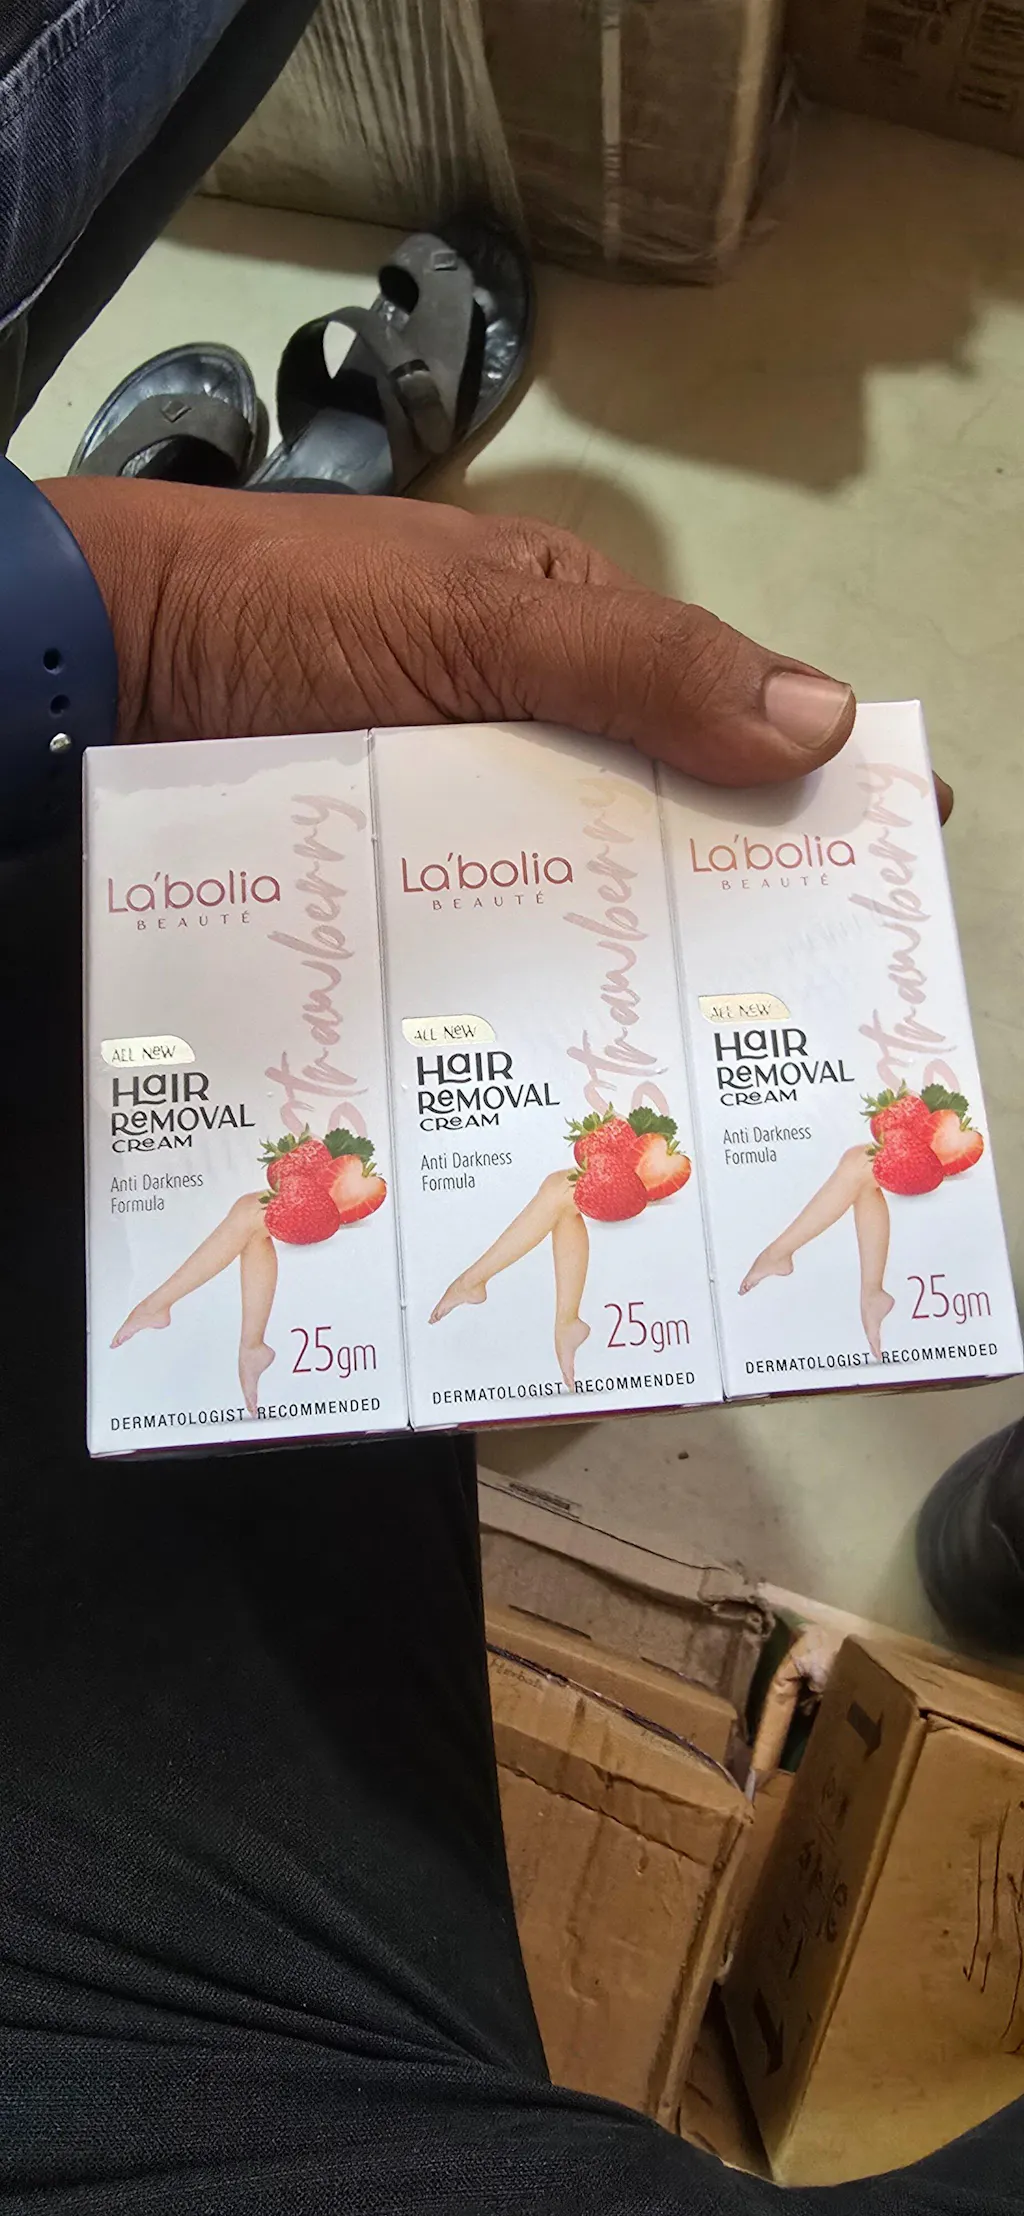 La'bolia
BEAUTÉ
Strawberry
ALL NEW
HaIR
ReMOVAL
CReAM
Anti Darkness
Formula
25gm
DERMATOLOGIST RECOMMENDED
La'bolia
BEAUTÉ
Strawberry
ALL NeW
HaIR
ReMOVAL
CReAM
Anti Darkness
Formula
25gm
DERMATOLOGIST RECOMMENDED
La'bolia
BEAUTÉ
Strawberry
ALL NeW
HaIR
ReMOVAL
CReAM
Anti Darkness
Formula
25gm
DERMATOLOGIST RECOMMENDED
Herbal